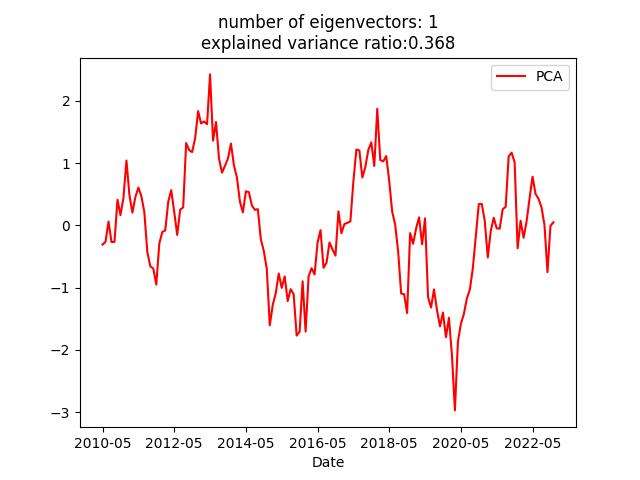 number of eigenvectors: 1
explained variance ratio:0.368
PCA
2
1
0
−1
−2
−3
2010-05 2012-05 2014-05 2016-05 2018-05 2020-05 2022-05
Date